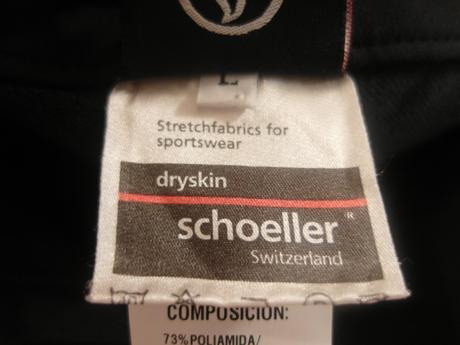 L
Stretchfabrics for
sportswear
dryskin
schoeller ®
Switzerland
COMPOSICION:
73%POLIAMIDA/